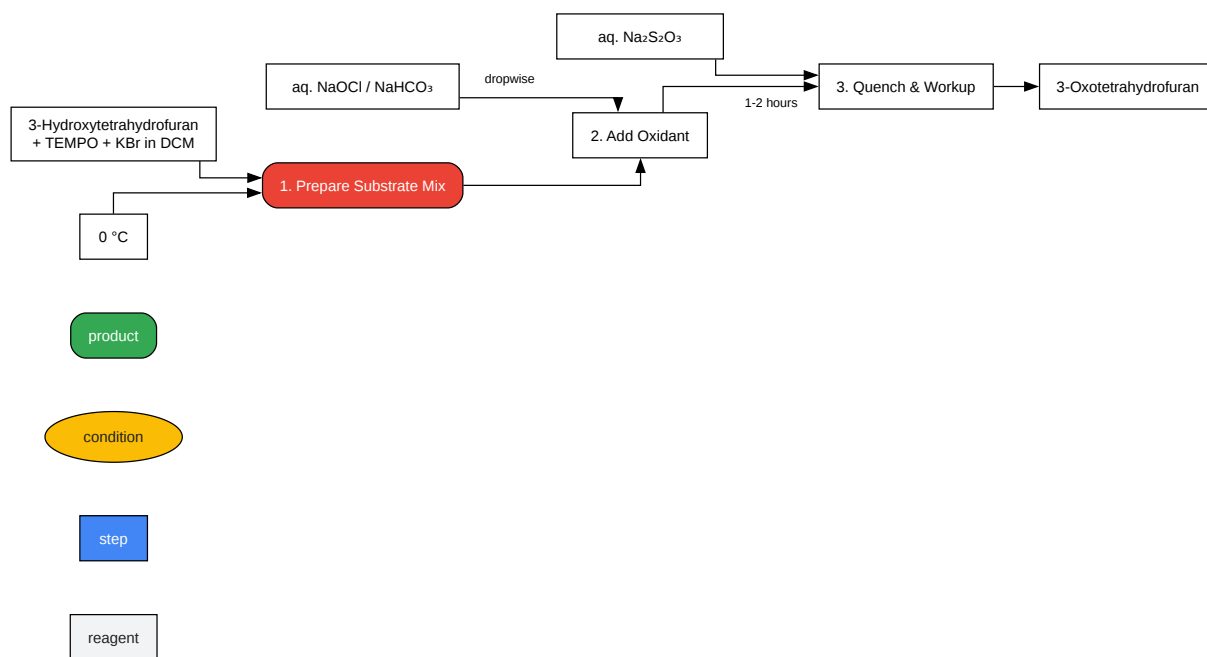 aq. Na₂S₂O₃
aq. NaOCl / NaHCO₃
dropwise
3. Quench & Workup
3-Oxotetrahydrofuran
1-2 hours
3-Hydroxytetrahydrofuran
+ TEMPO + KBr in DCM
2. Add Oxidant
1. Prepare Substrate Mix
0 °C
product
condition
step
reagent